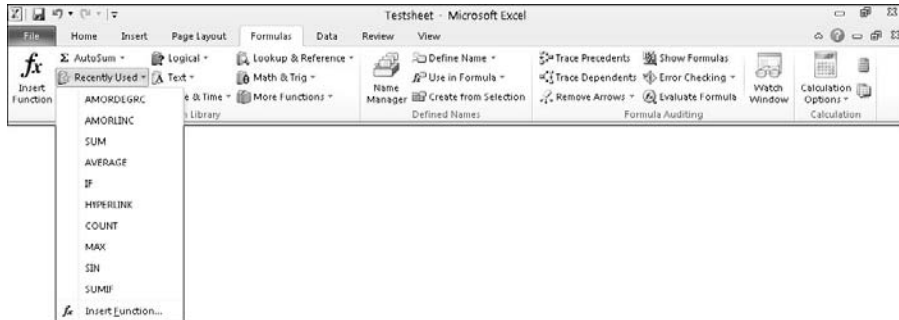 Testsheet - Microsoft Excel
File Home Insert Page Layout Formulas Data Review View
fx Insert Function
Σ AutoSum
Recently Used
Logical
Text
e & Time
Lookup & Reference
Math & Trig
More Functions
Library
Name Manager
Define Name
Use in Formula
Create from Selection
Defined Names
Trace Precedents
Trace Dependents
Remove Arrows
Show Formulas
Error Checking
Evaluate Formula
Formula Auditing
Watch Window
Calculation Options
Calculation
AMORDEGRC
AMORLINC
SUM
AVERAGE
IF
HYPERLINK
COUNT
MAX
SIN
SUMIF
fx Insert Function...